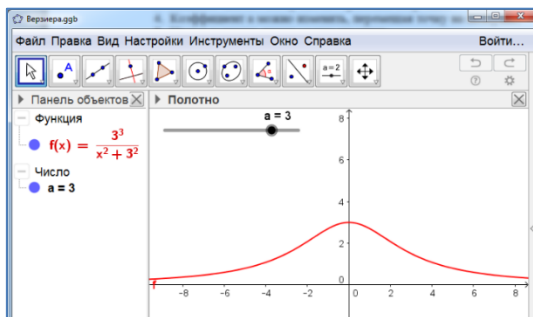 Верзиера.ggb
Файл Правка Вид Настройки Инструменты Окно Справка Войти...
A a=2
Панель объектов Полотно
Функция
f(x) = 3³ / (x² + 3²)
Число
a = 3
a = 3
8
6
4
2
0
-8 -6 -4 -2 0 2 4 6 8
f